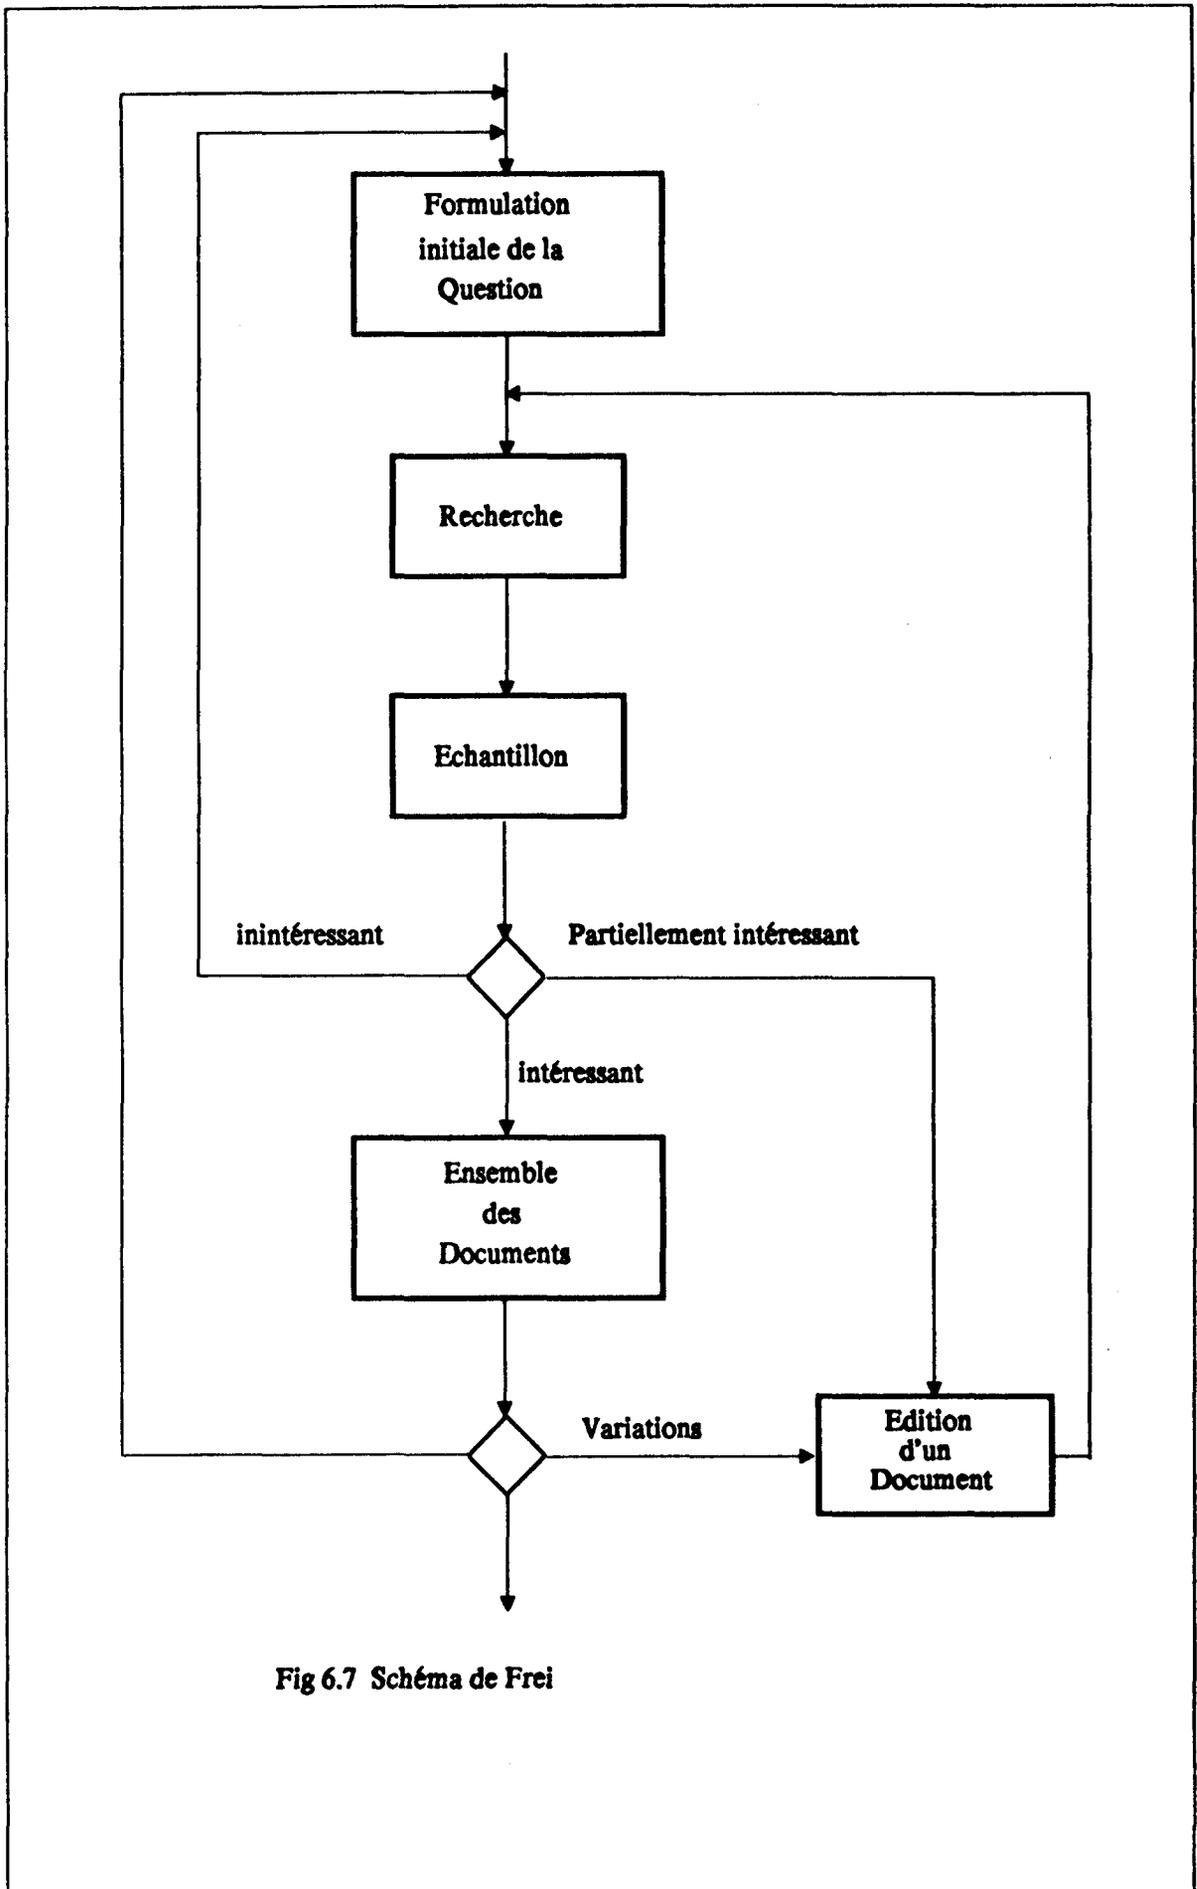 Formulation
initiale de la
Question
Recherche
Echantillon
inintéressant
Partiellement intéressant
intéressant
Ensemble
des
Documents
Variations
Edition
d'un
Document
Fig 6.7 Schéma de Frei